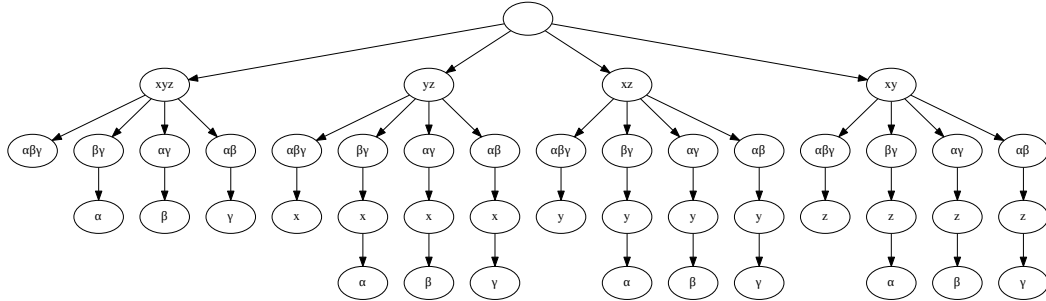 xyz yz xz xy
αβγ βγ αγ αβ αβγ βγ αγ αβ αβγ βγ αγ αβ αβγ βγ αγ αβ
α β γ x x x x y y y y z z z z
α β γ α β γ α β γ